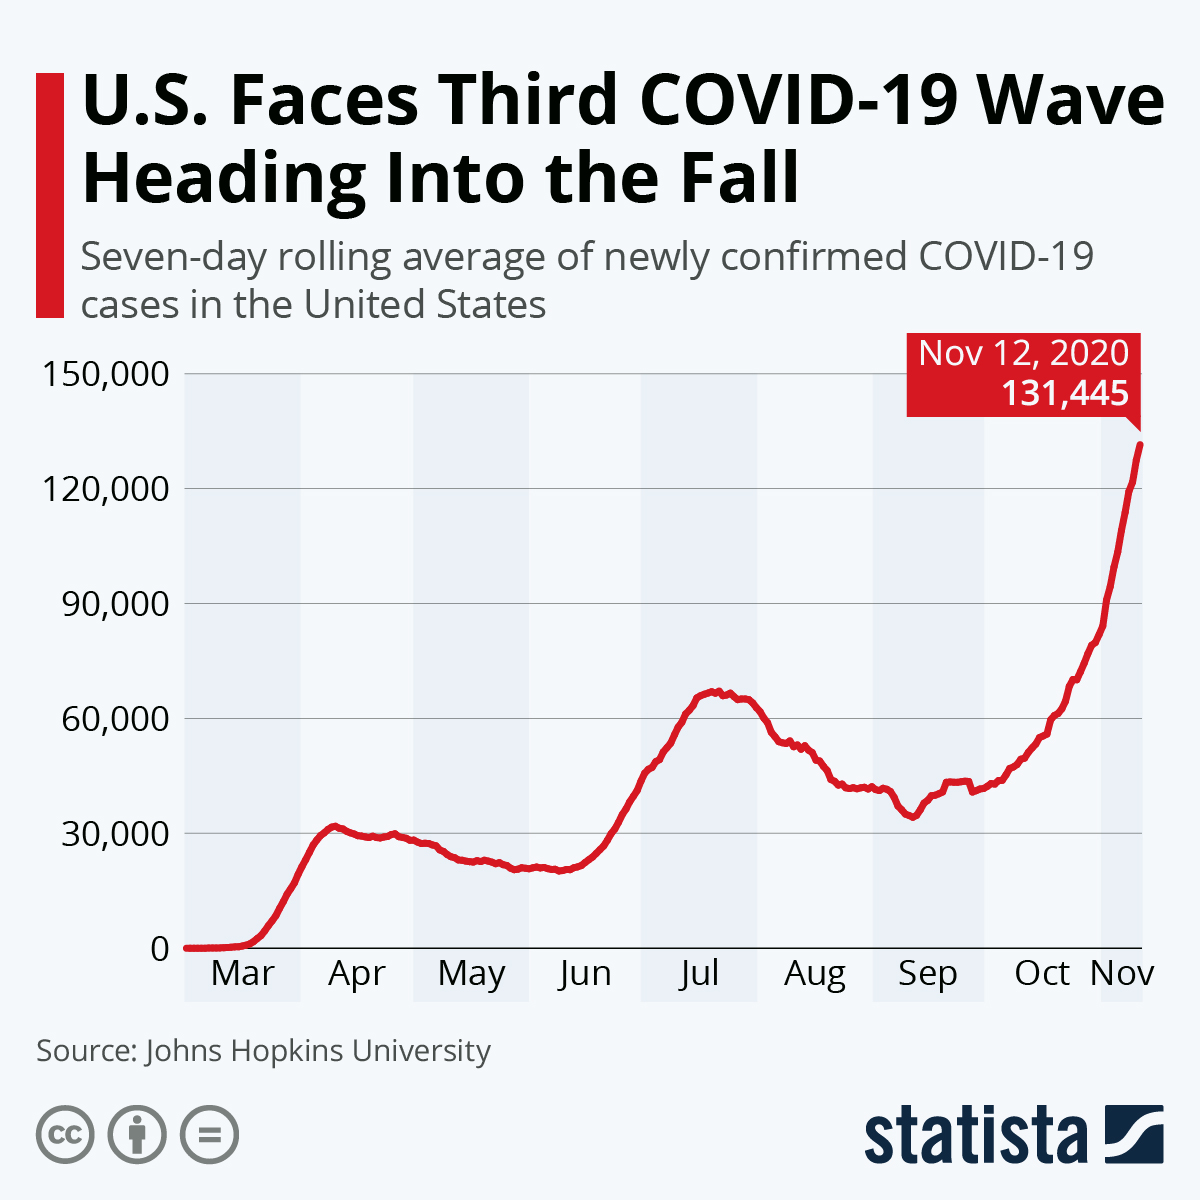 U.S. Faces Third COVID-19 Wave
Heading Into the Fall
Seven-day rolling average of newly confirmed COVID-19
cases in the United States
Nov 12, 2020
131,445
150,000
120,000
90,000
60,000
30,000
0
Mar Apr May Jun Jul Aug Sep Oct Nov
Source: Johns Hopkins University
cc
statista